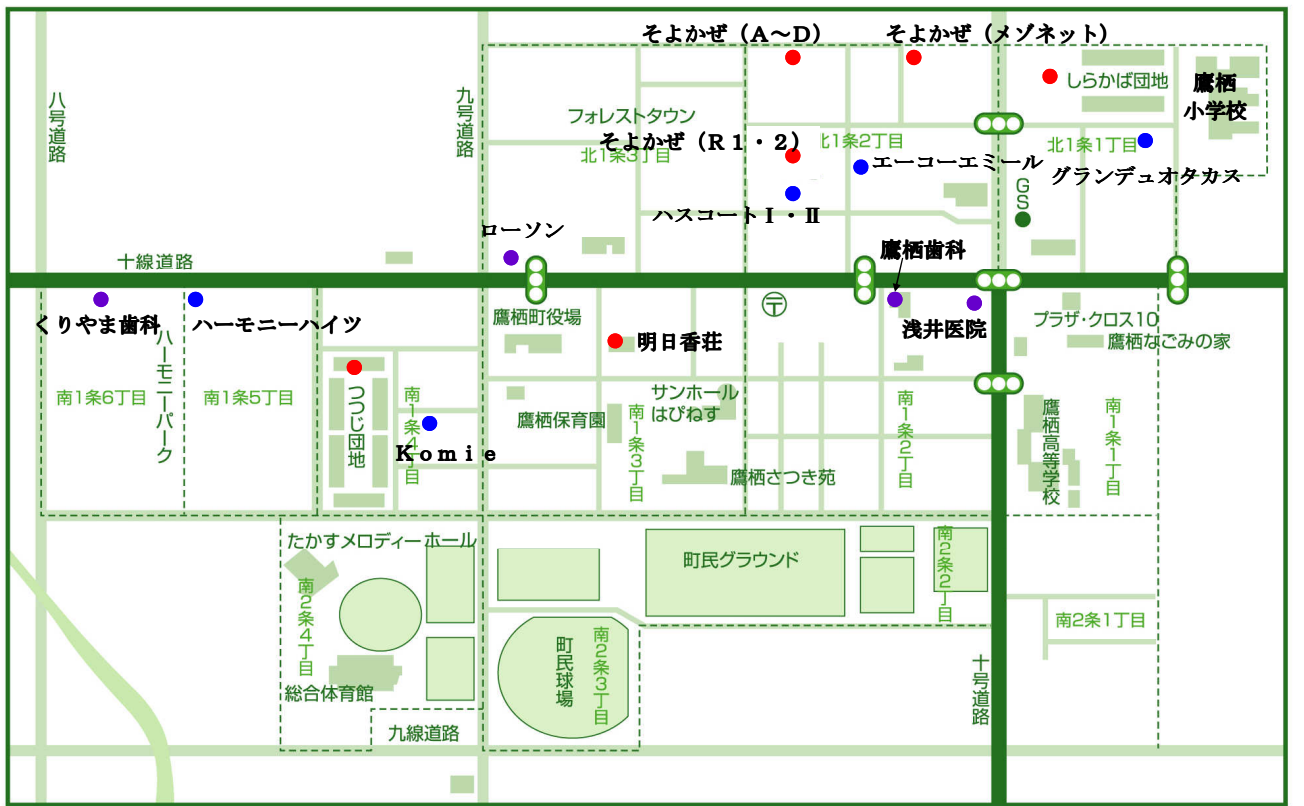 そよかぜ（Ａ～Ｄ）
そよかぜ（メゾネット）
八号道路
九号道路
フォレストタウン
しらかば団地
鷹栖
小学校
そよかぜ（Ｒ１・２）
北1条3丁目
北1条2丁目
北1条1丁目
エーコーエミール
グランデュオタカス
ハスコートⅠ・Ⅱ
GS
ローソン
鷹栖歯科
十線道路
くりやま歯科
ハーモニーハイツ
鷹栖町役場
〒
浅井医院
プラザ・クロス10
鷹栖なごみの家
明日香荘
ハーモニーパーク
南1条6丁目
南1条5丁目
つつじ団地
南1条4丁目
Ｋｏｍｉｅ
鷹栖保育園
サンホール
はぴねす
南1条3丁目
南1条2丁目
鷹栖高等学校
南1条1丁目
鷹栖さつき苑
たかすメロディーホール
町民グラウンド
南2条2丁目
南2条4丁目
南2条1丁目
町民球場
南2条3丁目
総合体育館
十号道路
九線道路